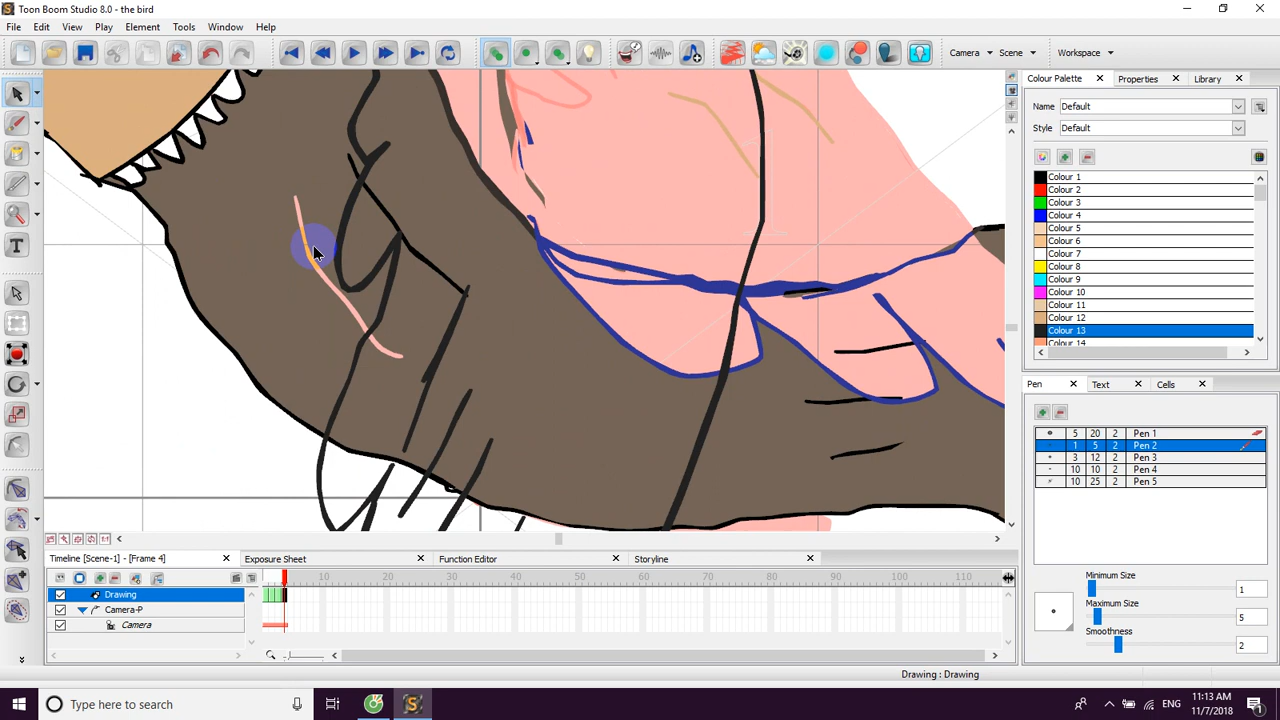 Toon Boom Studio 8.0 - the bird
File Edit View Play Element Tools Window Help
Camera Scene Workspace
Colour Palette Properties Library
Name Default
Style Default
Colour 1
Colour 2
Colour 3
Colour 4
Colour 5
Colour 6
Colour 7
Colour 8
Colour 9
Colour 10
Colour 11
Colour 12
Colour 13
Colour 14
Pen Text Cells
5 20 2 Pen 1
1 5 2 Pen 2
3 12 2 Pen 3
10 10 2 Pen 4
10 25 2 Pen 5
Minimum Size
1
Maximum Size
5
Smoothness
2
Timeline [Scene-1] - [Frame 4] Exposure Sheet Function Editor Storyline
10 20 30 40 50 60 70 80 90 100 110
Drawing
Camera-P
Camera
Drawing : Drawing
Type here to search
ENG
11:13 AM
11/7/2018
1